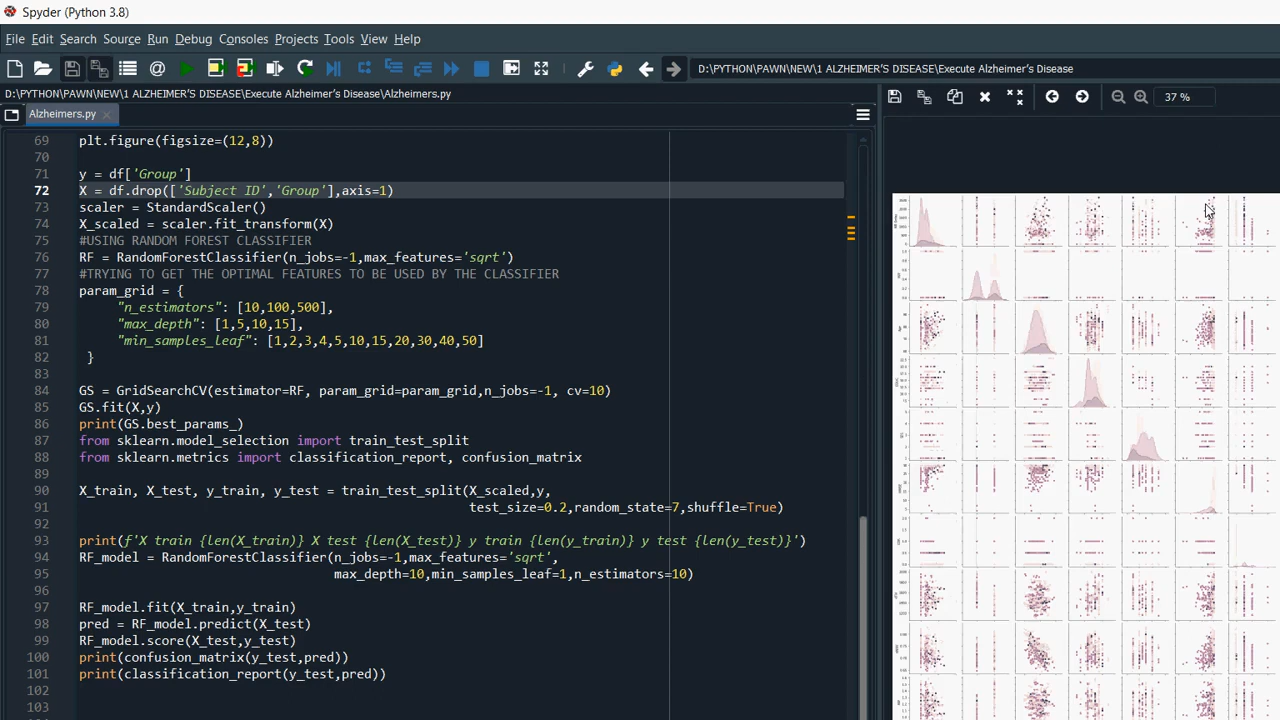 Spyder (Python 3.8)
File Edit Search Source Run Debug Consoles Projects Tools View Help
D:\PYTHON\PAWN\NEW\1 ALZHEIMER'S DISEASE\Execute Alzheimer's Disease
D:\PYTHON\PAWN\NEW\1 ALZHEIMER'S DISEASE\Execute Alzheimer's Disease\Alzheimers.py
Alzheimers.py
37 %
69 plt.figure(figsize=(12,8))
70
71 y = df['Group']
72 X = df.drop(['Subject ID','Group'],axis=1)
73 scaler = StandardScaler()
74 X_scaled = scaler.fit_transform(X)
75 #USING RANDOM FOREST CLASSIFIER
76 RF = RandomForestClassifier(n_jobs=-1,max_features='sqrt')
77 #TRYING TO GET THE OPTIMAL FEATURES TO BE USED BY THE CLASSIFIER
78 param_grid = {
79 "n_estimators": [10,100,500],
80 "max_depth": [1,5,10,15],
81 "min_samples_leaf": [1,2,3,4,5,10,15,20,30,40,50]
82 }
83
84 GS = GridSearchCV(estimator=RF, param_grid=param_grid,n_jobs=-1, cv=10)
85 GS.fit(X,y)
86 print(GS.best_params_)
87 from sklearn.model_selection import train_test_split
88 from sklearn.metrics import classification_report, confusion_matrix
89
90 X_train, X_test, y_train, y_test = train_test_split(X_scaled,y,
91 test_size=0.2,random_state=7,shuffle=True)
92
93 print(f'X train {len(X_train)} X test {len(X_test)} y train {len(y_train)} y test {len(y_test)}')
94 RF_model = RandomForestClassifier(n_jobs=-1,max_features='sqrt',
95 max_depth=10,min_samples_leaf=1,n_estimators=10)
96
97 RF_model.fit(X_train,y_train)
98 pred = RF_model.predict(X_test)
99 RF_model.score(X_test,y_test)
100 print(confusion_matrix(y_test,pred))
101 print(classification_report(y_test,pred))
102
103